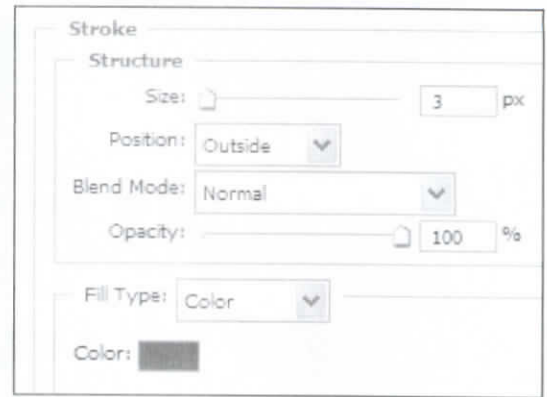 Stroke
Structure
Size: 3 px
Position: Outside
Blend Mode: Normal
Opacity: 100 %
Fill Type: Color
Color: